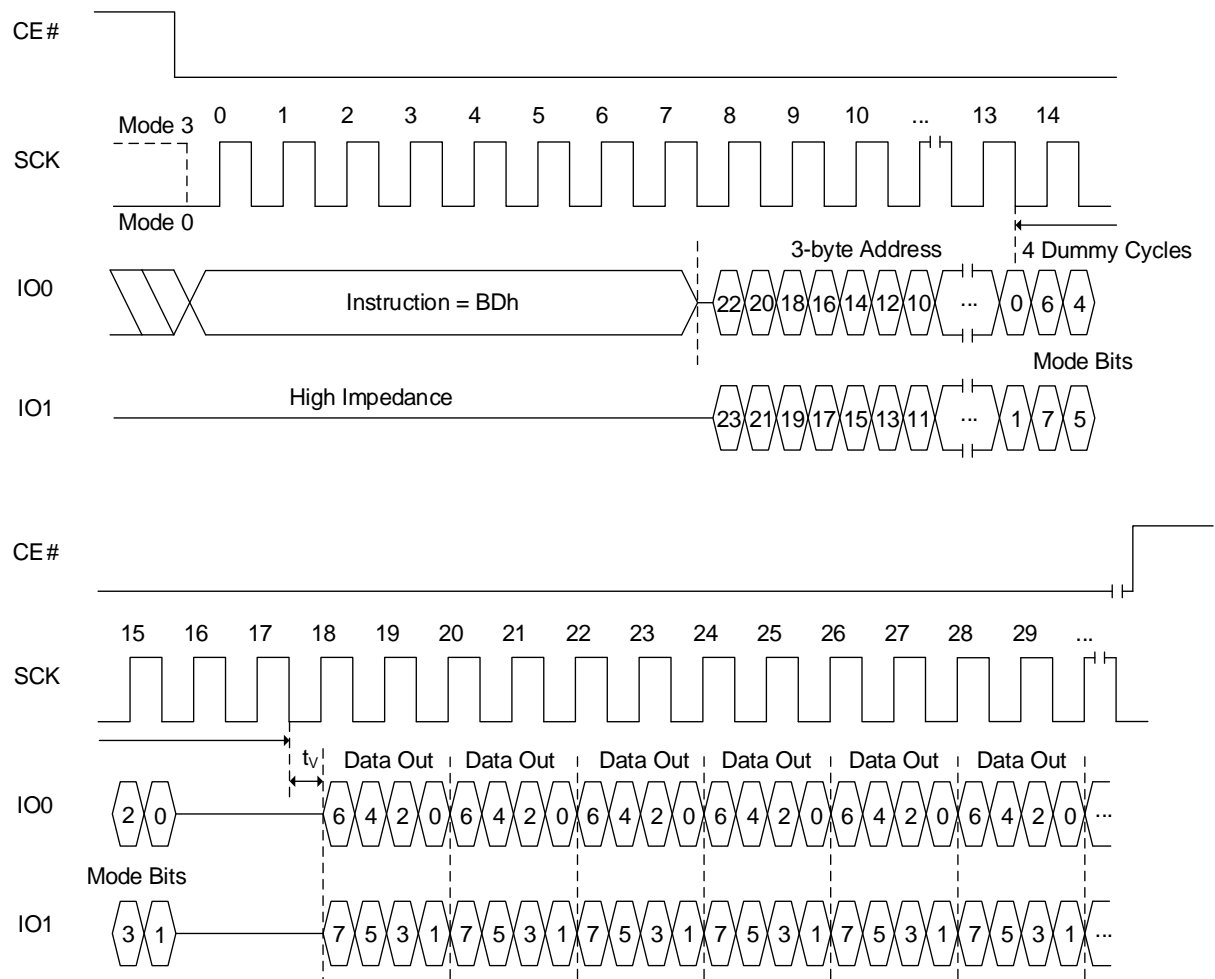 CE#
0 1 2 3 4 5 6 7 8 9 10 ... 13 14
Mode 3
SCK
Mode 0
3-byte Address 4 Dummy Cycles
IO0
Instruction = BDh 22 20 18 16 14 12 10 ... 0 6 4
Mode Bits
High Impedance
IO1
23 21 19 17 15 13 11 ... 1 7 5
CE#
15 16 17 18 19 20 21 22 23 24 25 26 27 28 29 ...
SCK
tV Data Out Data Out Data Out Data Out Data Out Data Out
IO0
2 0 6 4 2 0 6 4 2 0 6 4 2 0 6 4 2 0 6 4 2 0 6 4 2 0 ...
Mode Bits
IO1
3 1 7 5 3 1 7 5 3 1 7 5 3 1 7 5 3 1 7 5 3 1 7 5 3 1 ...